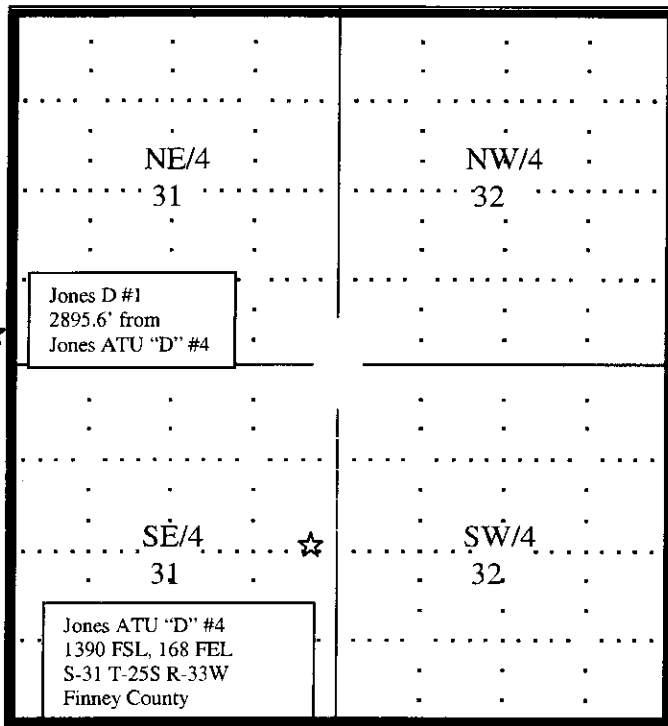 NE/4
31
NW/4
32
Jones D #1
2895.6' from
Jones ATU "D" #4
SE/4
31
SW/4
32
Jones ATU "D" #4
1390 FSL, 168 FEL
S-31 T-25S R-33W
Finney County